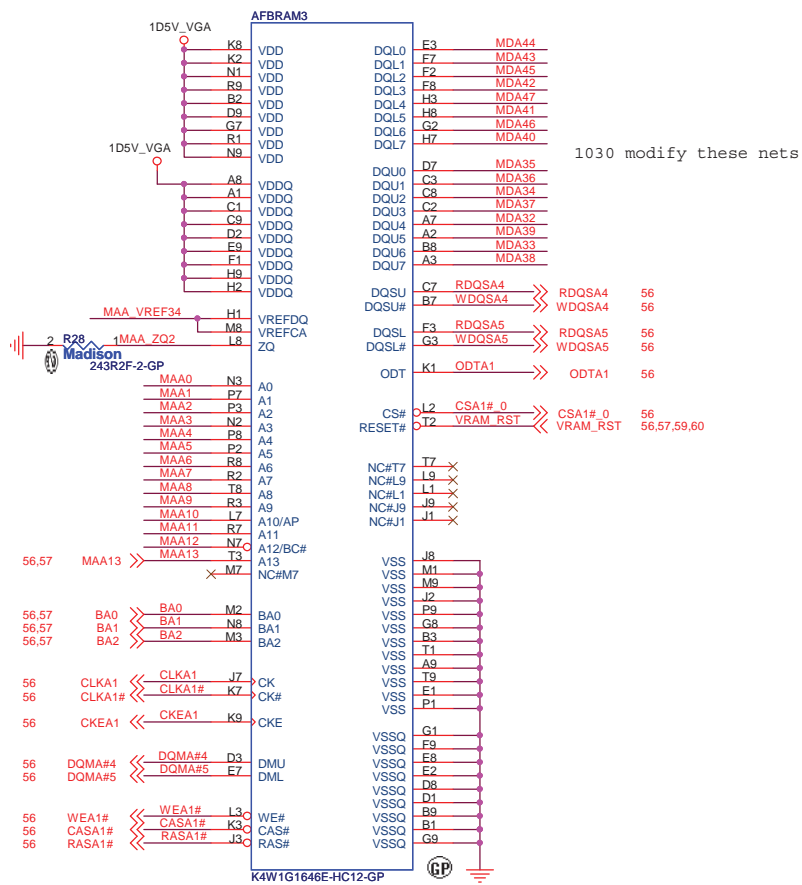 AFBRAM3
1D5V_VGA
K8 VDD
K2 VDD
N1 VDD
R9 VDD
B2 VDD
D9 VDD
G7 VDD
R1 VDD
N9 VDD
1D5V_VGA
A8 VDDQ
A1 VDDQ
C1 VDDQ
C9 VDDQ
D2 VDDQ
E9 VDDQ
F1 VDDQ
H9 VDDQ
H2 VDDQ
MAA_VREF34 H1 VREFDQ
M8 VREFCA
2 R28 1 MAA_ZQ2 L8 ZQ
Madison
243R2F-2-GP
MAA0 N3 A0
MAA1 P7 A1
MAA2 P3 A2
MAA3 N2 A3
MAA4 P8 A4
MAA5 P2 A5
MAA6 R8 A6
MAA7 R2 A7
MAA8 T8 A8
MAA9 R3 A9
MAA10 L7 A10/AP
MAA11 R7 A11
MAA12 N7 A12/BC#
56,57 MAA13 MAA13 T3 A13
M7 NC#M7
56,57 BA0 BA0 M2 BA0
56,57 BA1 BA1 N8 BA1
56,57 BA2 BA2 M3 BA2
56 CLKA1 CLKA1 J7 CK
56 CLKA1# CLKA1# K7 CK#
56 CKEA1 CKEA1 K9 CKE
56 DQMA#4 DQMA#4 D3 DMU
56 DQMA#5 DQMA#5 E7 DML
56 WEA1# WEA1# L3 WE#
56 CASA1# CASA1# K3 CAS#
56 RASA1# RASA1# J3 RAS#
DQL0 E3 MDA44
DQL1 F7 MDA43
DQL2 F2 MDA45
DQL3 F8 MDA42
DQL4 H3 MDA47
DQL5 H8 MDA41
DQL6 G2 MDA46
DQL7 H7 MDA40
1030 modify these nets
DQU0 D7 MDA35
DQU1 C3 MDA36
DQU2 C8 MDA34
DQU3 C2 MDA37
DQU4 A7 MDA32
DQU5 A2 MDA39
DQU6 B8 MDA33
DQU7 A3 MDA38
DQSU C7 RDQSA4 RDQSA4 56
DQSU# B7 WDQSA4 WDQSA4 56
DQSL F3 RDQSA5 RDQSA5 56
DQSL# G3 WDQSA5 WDQSA5 56
ODT K1 ODTA1 ODTA1 56
CS# L2 CSA1#_0 CSA1#_0 56
RESET# T2 VRAM_RST VRAM_RST 56,57,59,60
NC#T7 T7
NC#L9 L9
NC#L1 L1
NC#J9 J9
NC#J1 J1
VSS J8
VSS M1
VSS M9
VSS J2
VSS P9
VSS G8
VSS B3
VSS T1
VSS A9
VSS T9
VSS E1
VSS P1
VSSQ G1
VSSQ F9
VSSQ E8
VSSQ E2
VSSQ D8
VSSQ D1
VSSQ B9
VSSQ B1
VSSQ G9
K4W1G1646E-HC12-GP
GP